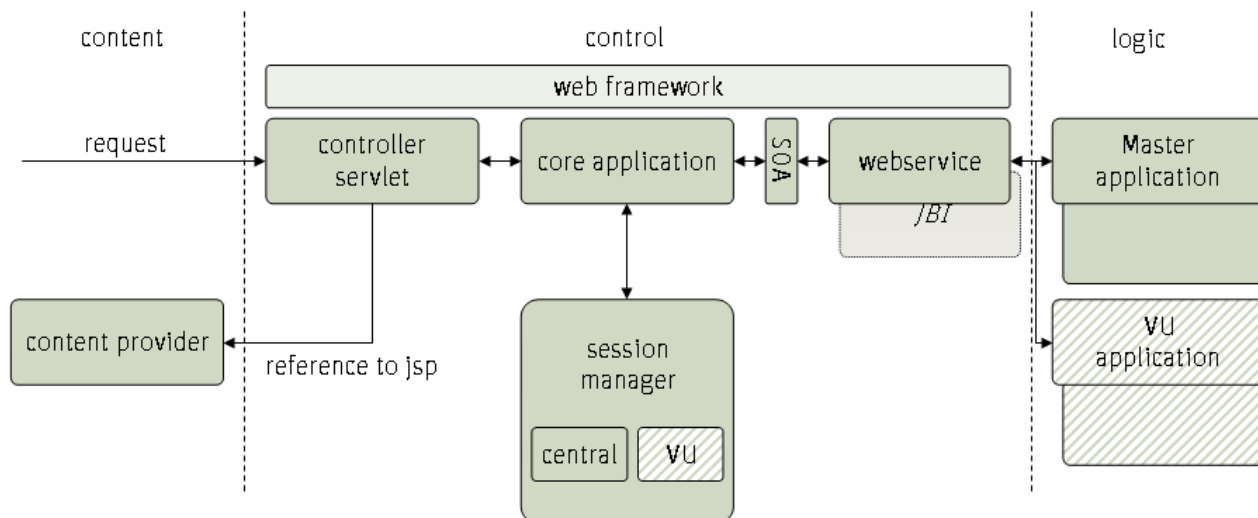 content
control
logic
web framework
request
controller
servlet
core application
SOA
webservice
Master
application
JBI
content provider
reference to jsp
session
manager
central
VU
VU
application